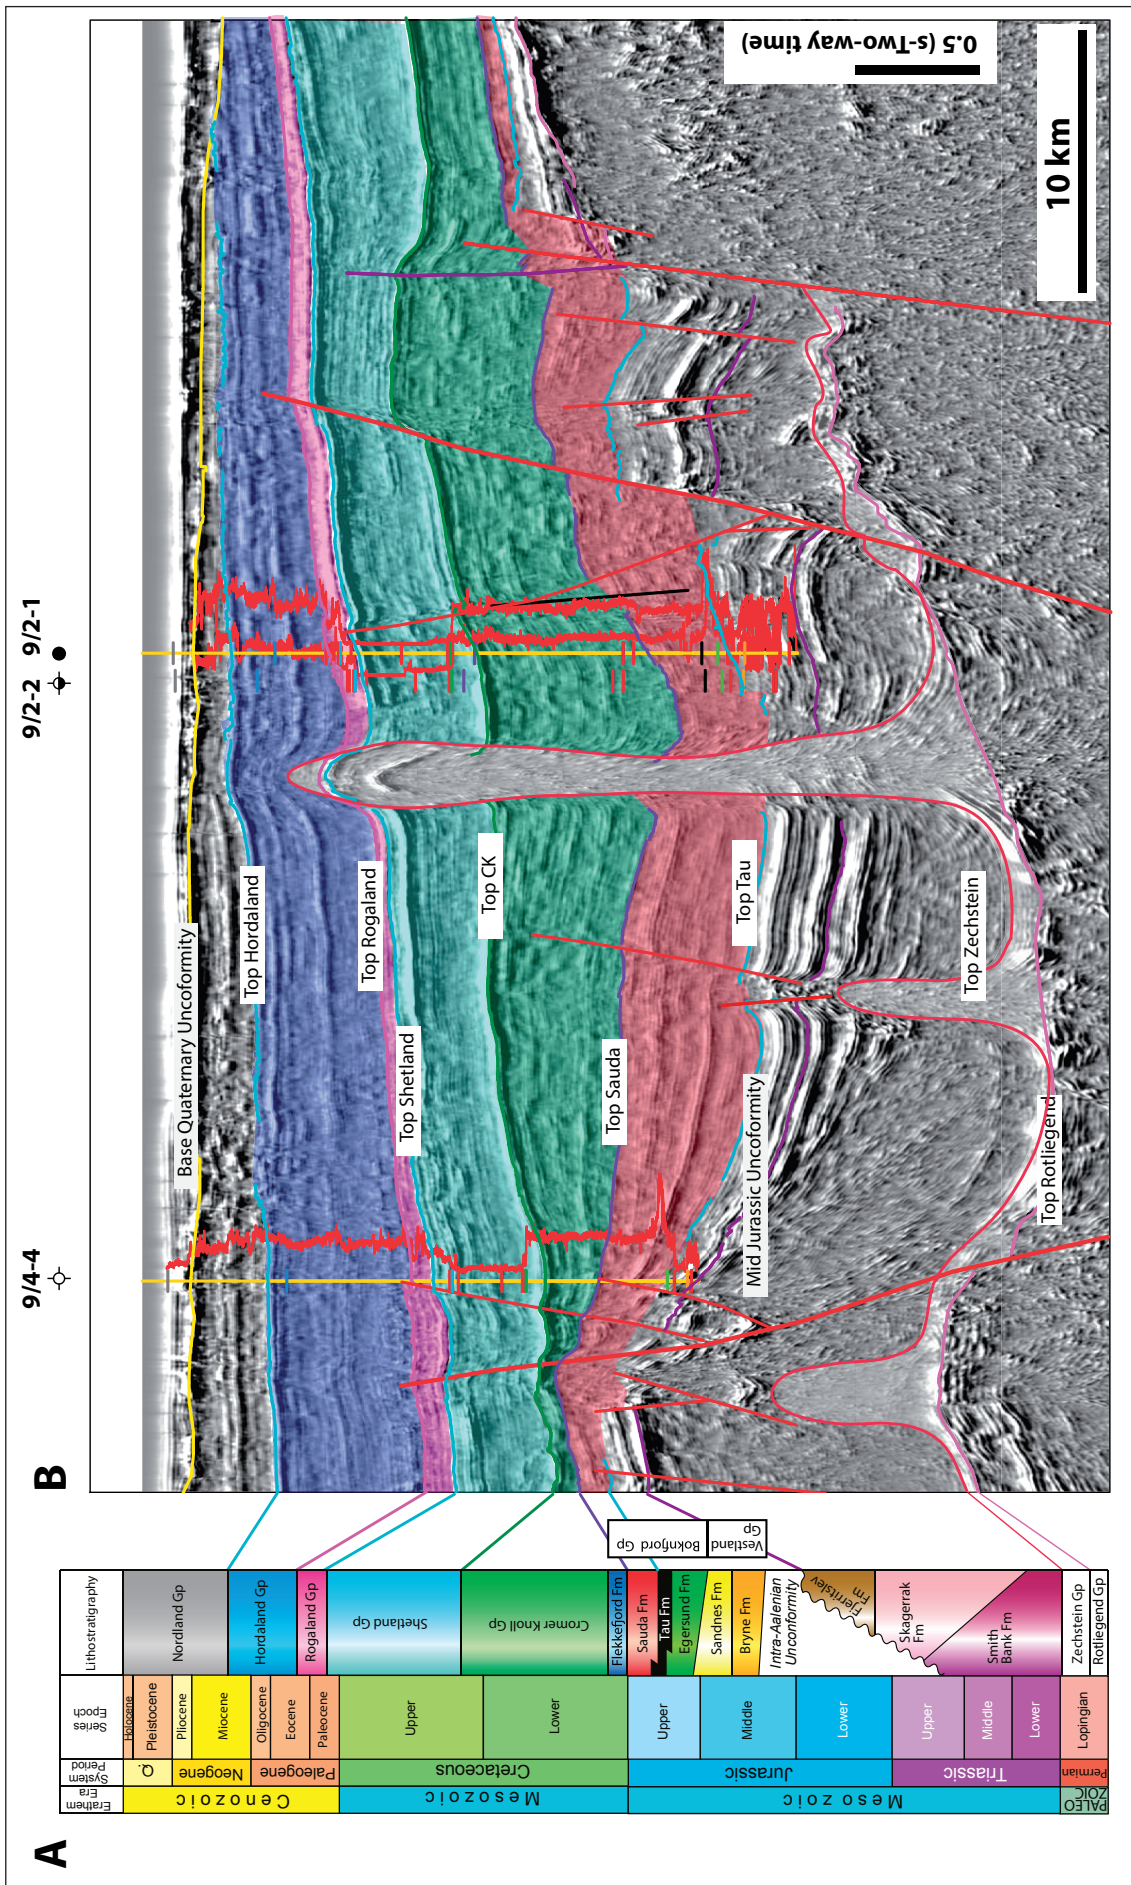 A
Erathem
Era
System
Period
Series
Epoch
Lithostratigraphy
Cenozoic
Mesozoic
Mesozoic
PALEO
ZOIC
Q.
Neogene
Paleogene
Cretaceous
Jurassic
Triassic
Permian
Holocene
Pleistocene
Pliocene
Miocene
Oligocene
Eocene
Paleocene
Upper
Lower
Upper
Middle
Lower
Upper
Middle
Lower
Lopingian
Nordland Gp
Hordaland Gp
Rogaland Gp
Shetland Gp
Cromer Knoll Gp
Flekkefjord Fm
Sauda Fm
Tau Fm
Egersund Fm
Sandnes Fm
Bryne Fm
Intra-Aalenian
Unconformity
Fjerritslev
Fm
Skagerrak
Fm
Smith
Bank Fm
Zechstein Gp
Rotliegend Gp
Boknfjord Gp
Vestland
Gp
B
9/4-4
9/2-2
9/2-1
Base Quaternary Uncoformity
Top Hordaland
Top Rogaland
Top Shetland
Top CK
Top Sauda
Top Tau
Mid Jurassic Uncoformity
Top Zechstein
Top Rotliegend
0.5 (s-Two-way time)
10 km